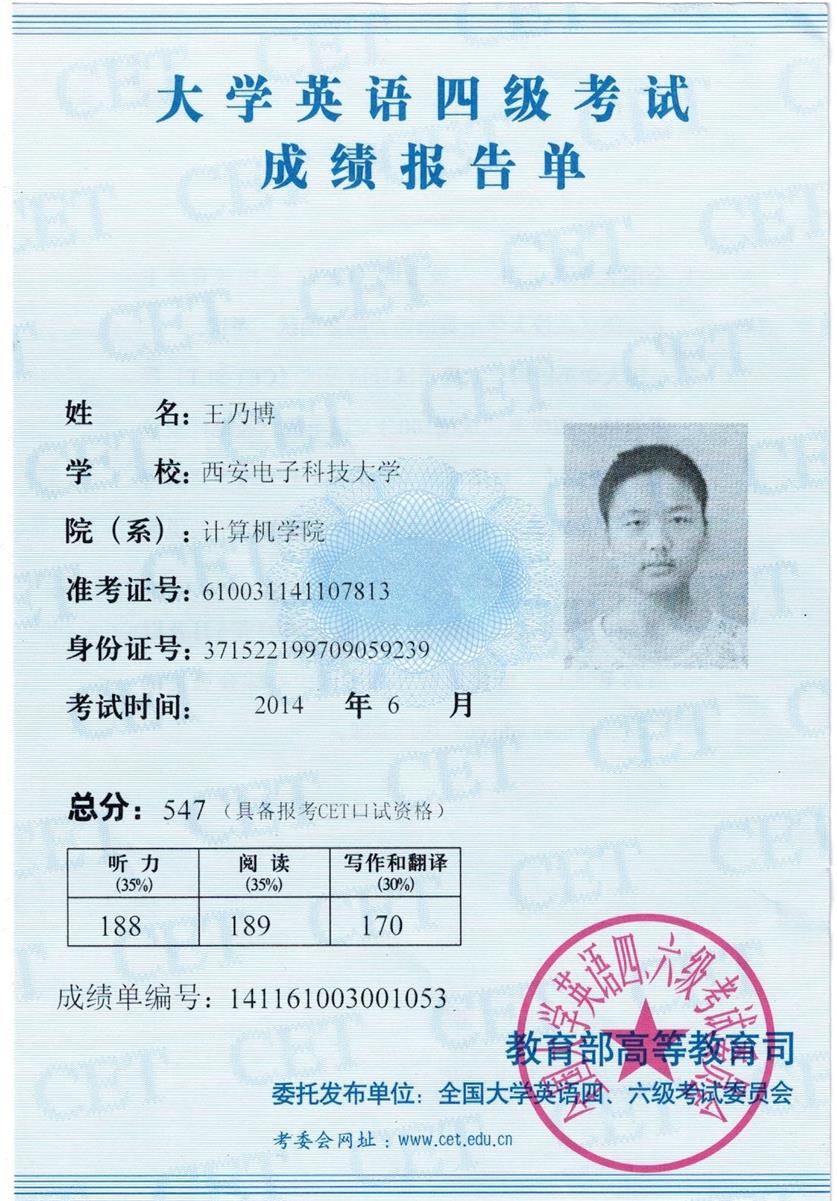 大学英语四级考试
成绩报告单
姓 名: 王乃博
学 校: 西安电子科技大学
院（系）: 计算机学院
准考证号: 610031141107813
身份证号: 371522199709059239
考试时间: 2014 年 6 月
总分: 547 （具备报考CET口试资格）
听 力 阅 读 写作和翻译
(35%) (35%) (30%)
188 189 170
成绩单编号: 141161003001053
全国大学英语四、六级考试委员会
教育部高等教育司
委托发布单位: 全国大学英语四、六级考试委员会
考委会网址: www.cet.edu.cn